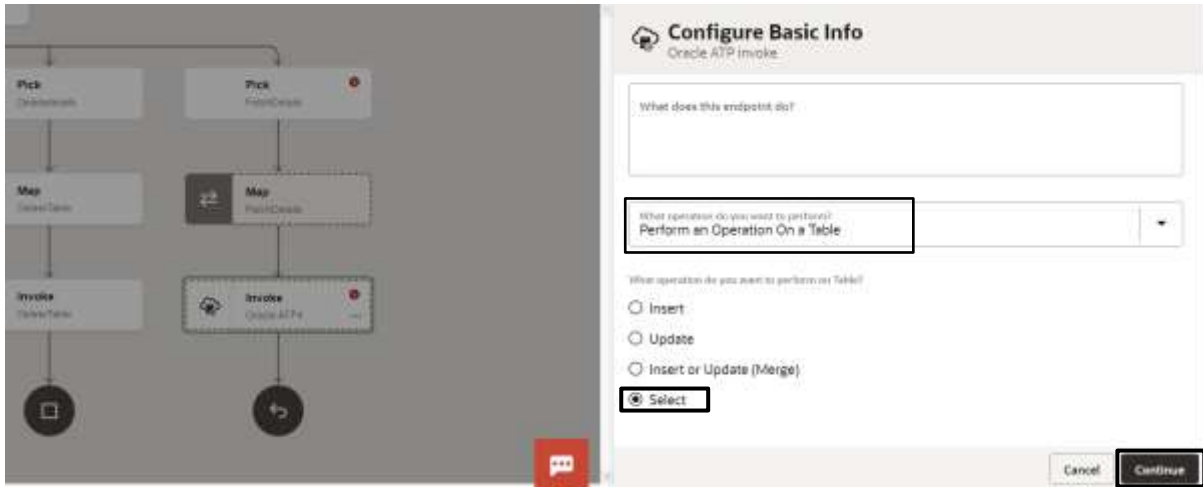 Pick
Pick
FetchDetails
Map
Map
FetchDetails
Invoke
Invoke
Oracle ATP
Configure Basic Info
Oracle ATP invoke
What does this endpoint do?
What operation do you want to perform?
Perform an Operation On a Table
What operation do you want to perform on Table?
Insert
Update
Insert or Update (Merge)
Select
Cancel
Continue